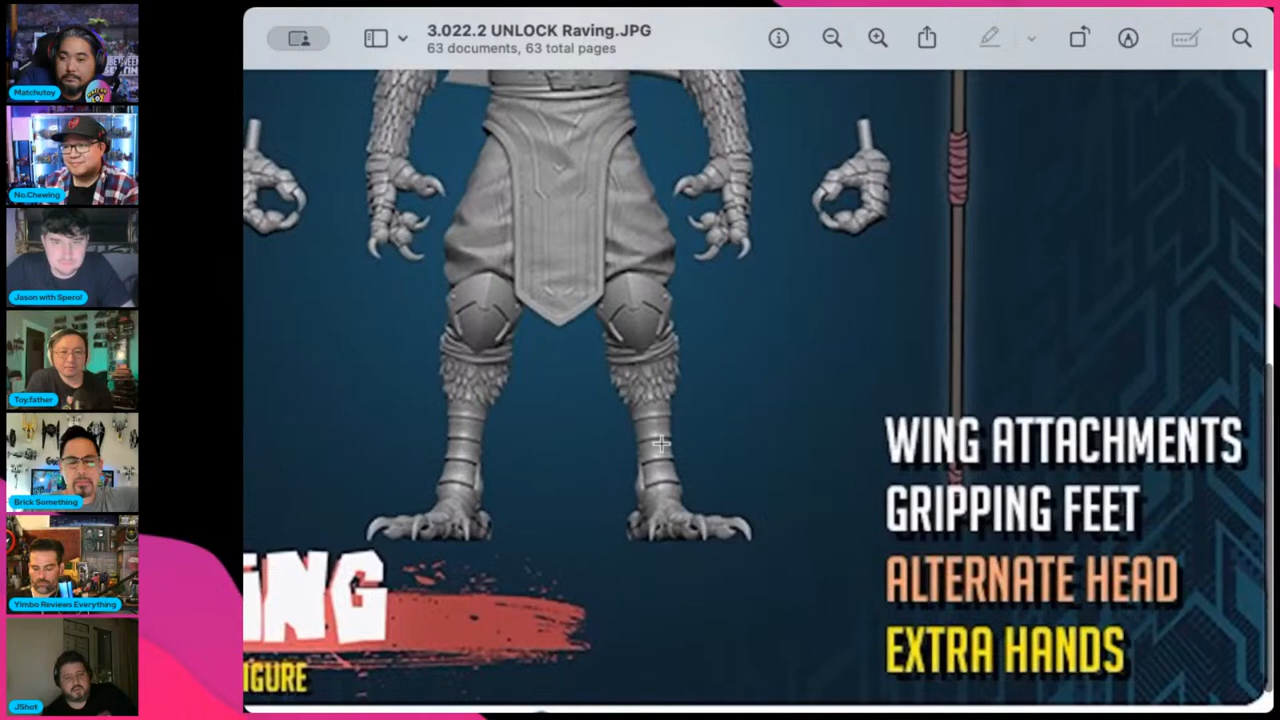 3.022.2 UNLOCK Raving.JPG
63 documents, 63 total pages
Matchutoy
No.Chewing
Jason with Sperol
Toy.father
Brick Something
Yimbo Reviews Everything
JShot
WING ATTACHMENTS
GRIPPING FEET
ALTERNATE HEAD
EXTRA HANDS
ING
IGURE